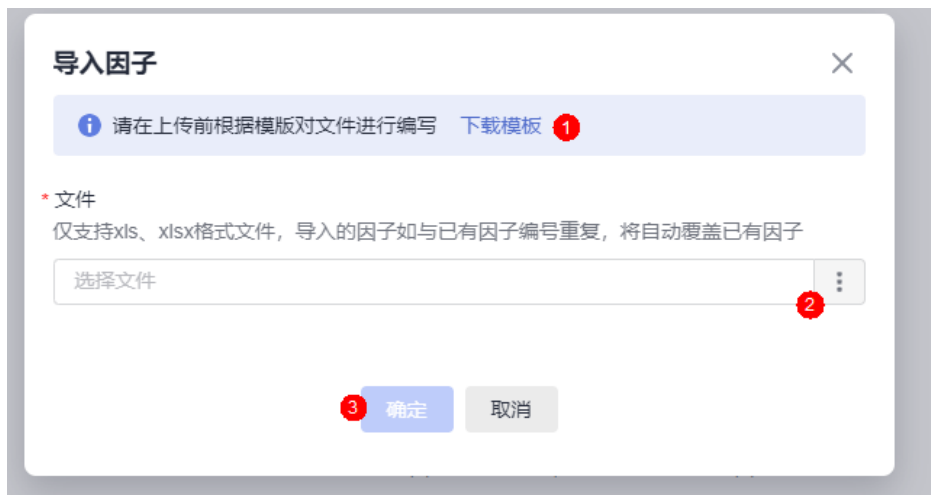 导入因子
请在上传前根据模版对文件进行编写 下载模板 1
* 文件
仅支持xls、xlsx格式文件，导入的因子如与已有因子编号重复，将自动覆盖已有因子
选择文件
2
3 确定 取消